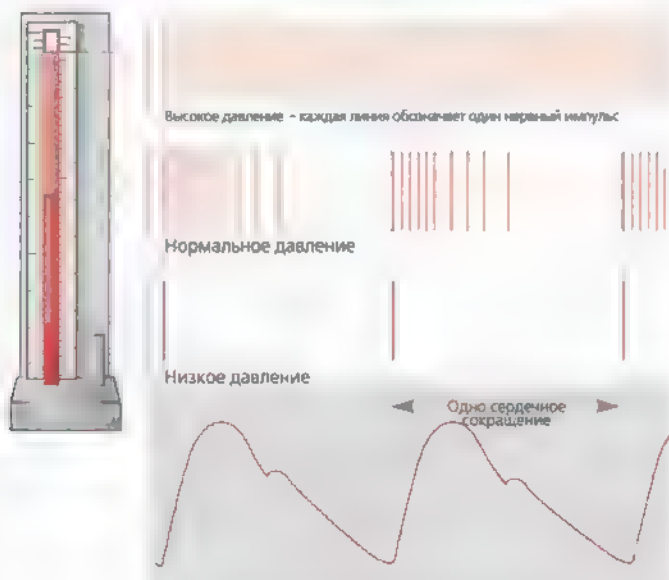 Высокое давление - каждая линия обозначает один нервный импульс
Нормальное давление
Низкое давление
Одно сердечное
сокращение